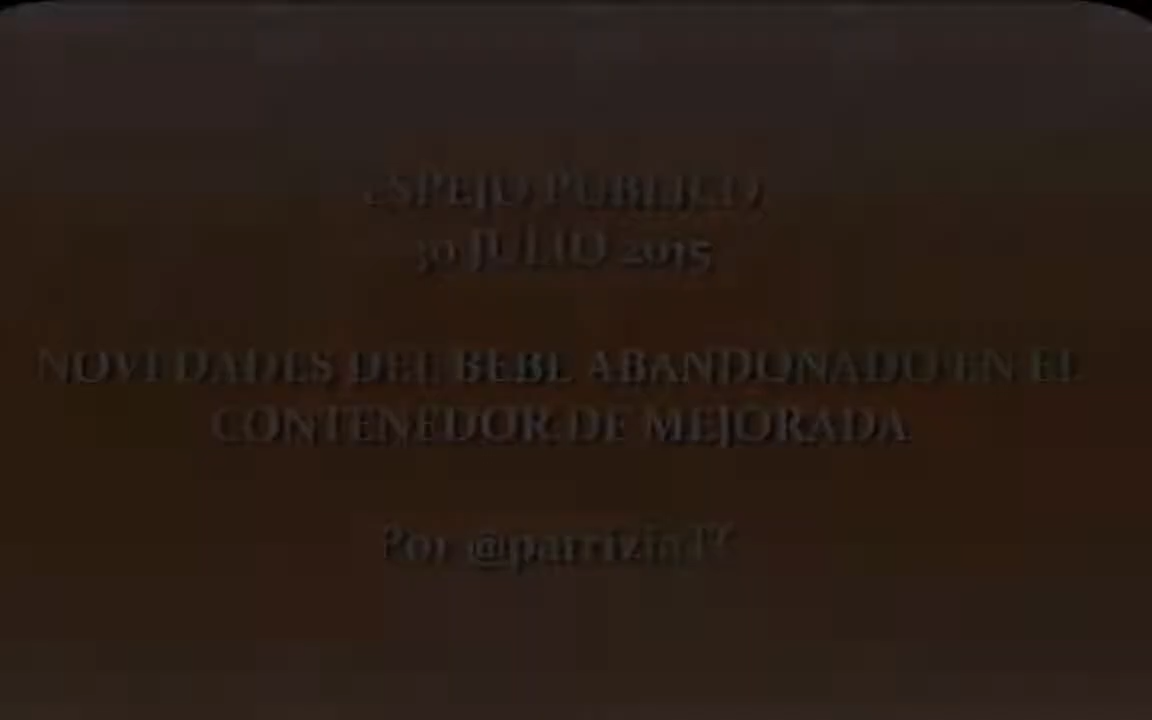 ESPEJO PUBLICO
30 JULIO 2015
NOVEDADES DEL BEBE ABANDONADO EN EL
CONTENEDOR DE MEJORADA
Por